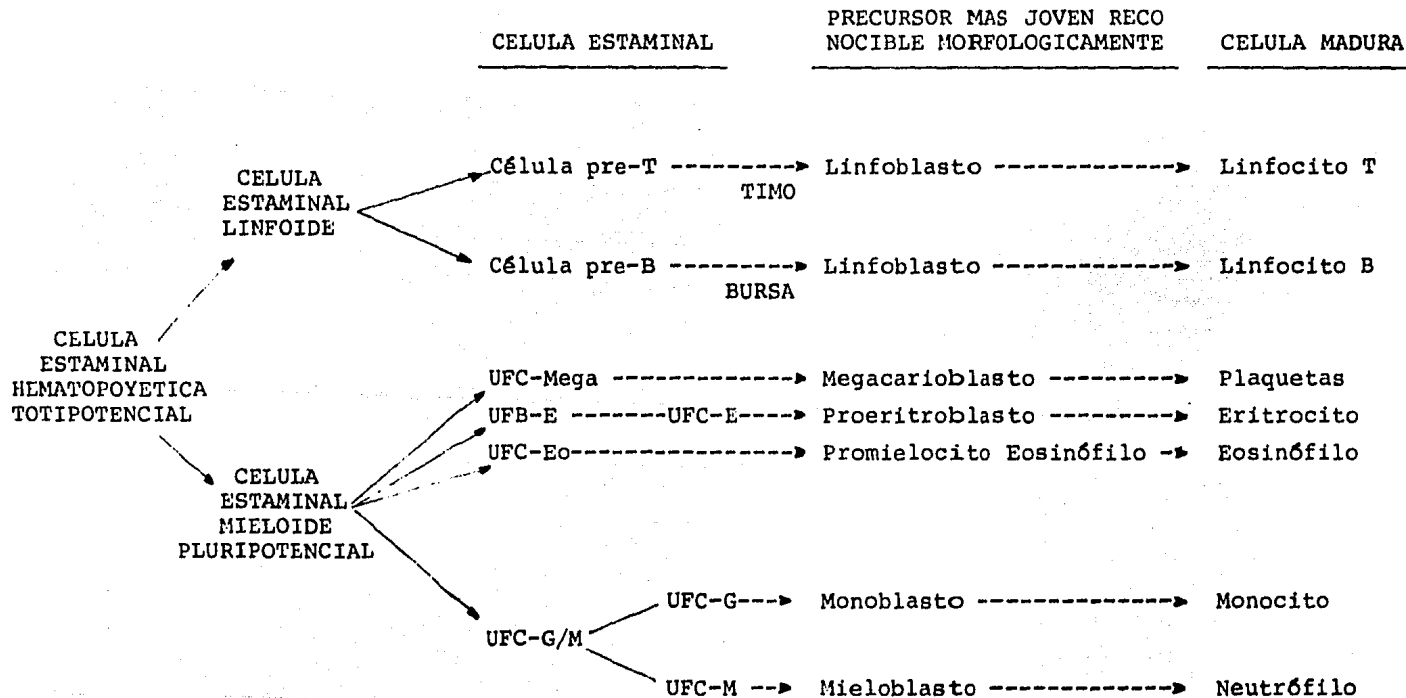 PRECURSOR MAS JOVEN RECO
CELULA ESTAMINAL NOCIBLE MORFOLOGICAMENTE CELULA MADURA
Célula pre-T Linfoblasto Linfocito T
TIMO
CELULA
ESTAMINAL
LINFOIDE
Célula pre-B Linfoblasto Linfocito B
BURSA
CELULA
ESTAMINAL
HEMATOPOYETICA
TOTIPOTENCIAL
UFC-Mega Megacarioblasto Plaquetas
UFB-E UFC-E Proeritroblasto Eritrocito
UFC-Eo Promielocito Eosinófilo Eosinófilo
CELULA
ESTAMINAL
MIELOIDE
PLURIPOTENCIAL
UFC-G Monoblasto Monocito
UFC-G/M
UFC-M Mieloblasto Neutrófilo